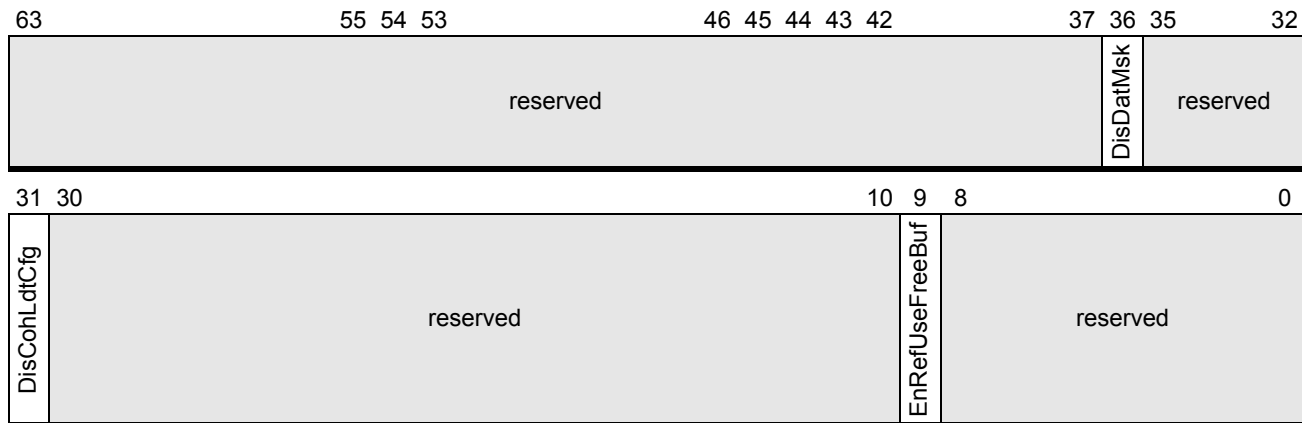 63 55 54 53 46 45 44 43 42 37 36 35 32
reserved
DisDatMsk
reserved
31 30 10 9 8 0
DisCohLdtCfg
reserved
EnRefUseFreeBuf
reserved